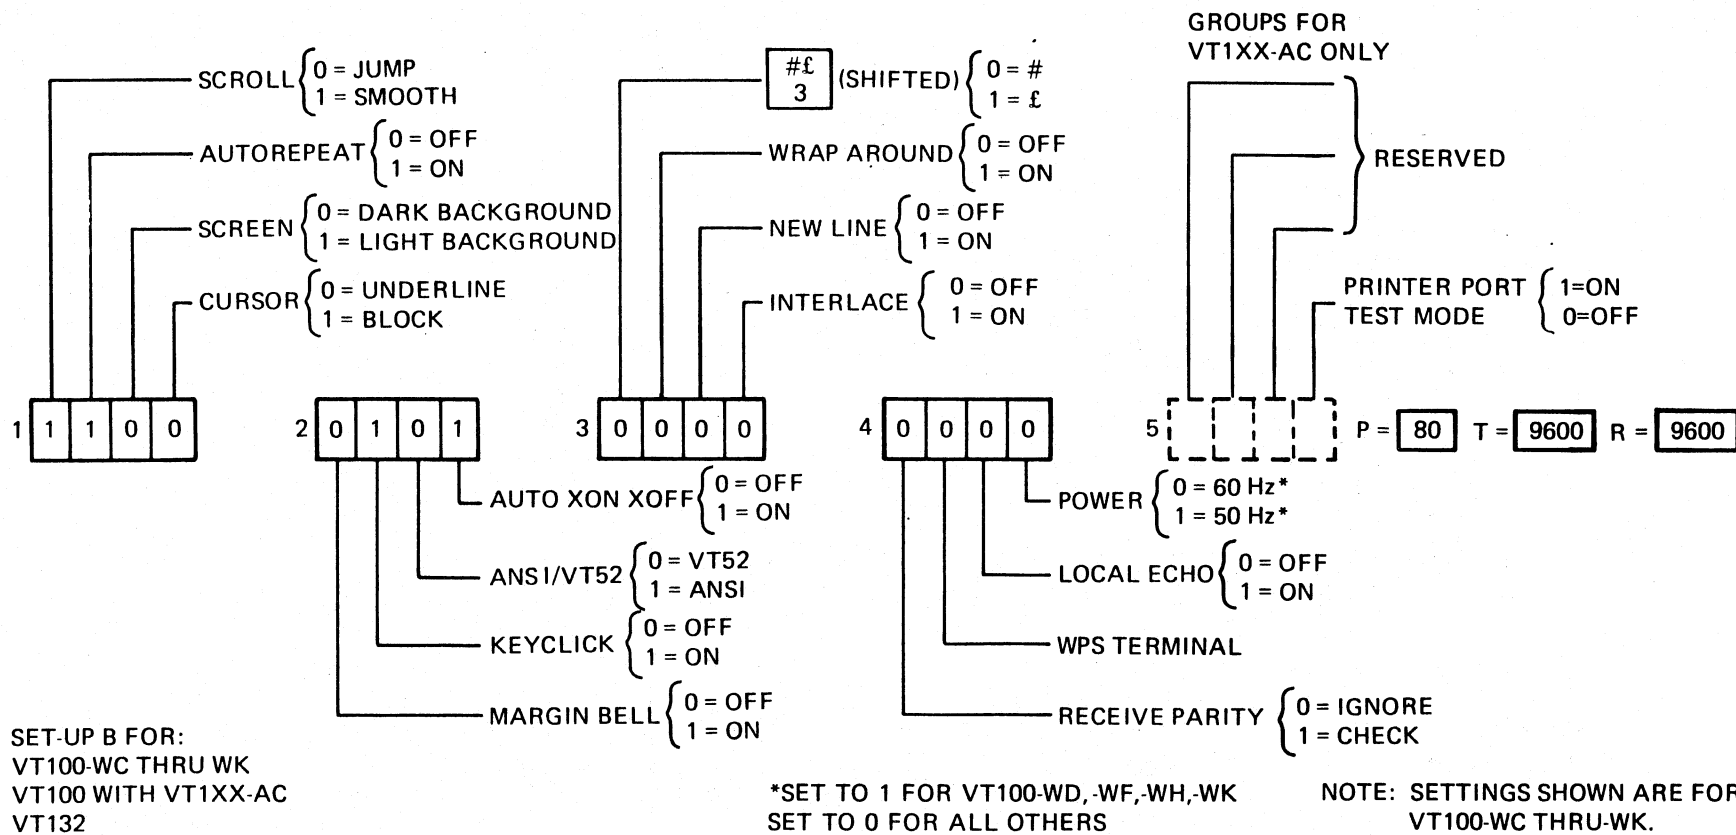 GROUPS FOR
VT1XX-AC ONLY
SCROLL 0 = JUMP
1 = SMOOTH
AUTOREPEAT 0 = OFF
1 = ON
SCREEN 0 = DARK BACKGROUND
1 = LIGHT BACKGROUND
CURSOR 0 = UNDERLINE
1 = BLOCK
#£
3
(SHIFTED) 0 = #
1 = £
WRAP AROUND 0 = OFF
1 = ON
NEW LINE 0 = OFF
1 = ON
INTERLACE 0 = OFF
1 = ON
RESERVED
PRINTER PORT 1=ON
TEST MODE 0=OFF
1 1 1 0 0 2 0 1 0 1 3 0 0 0 0 4 0 0 0 0 5 P = 80 T = 9600 R = 9600
AUTO XON XOFF 0 = OFF
1 = ON
ANSI/VT52 0 = VT52
1 = ANSI
KEYCLICK 0 = OFF
1 = ON
MARGIN BELL 0 = OFF
1 = ON
POWER 0 = 60 Hz*
1 = 50 Hz*
LOCAL ECHO 0 = OFF
1 = ON
WPS TERMINAL
RECEIVE PARITY 0 = IGNORE
1 = CHECK
SET-UP B FOR:
VT100-WC THRU WK
VT100 WITH VT1XX-AC
VT132
*SET TO 1 FOR VT100-WD,-WF,-WH,-WK
SET TO 0 FOR ALL OTHERS
NOTE: SETTINGS SHOWN ARE FOR
VT100-WC THRU-WK.